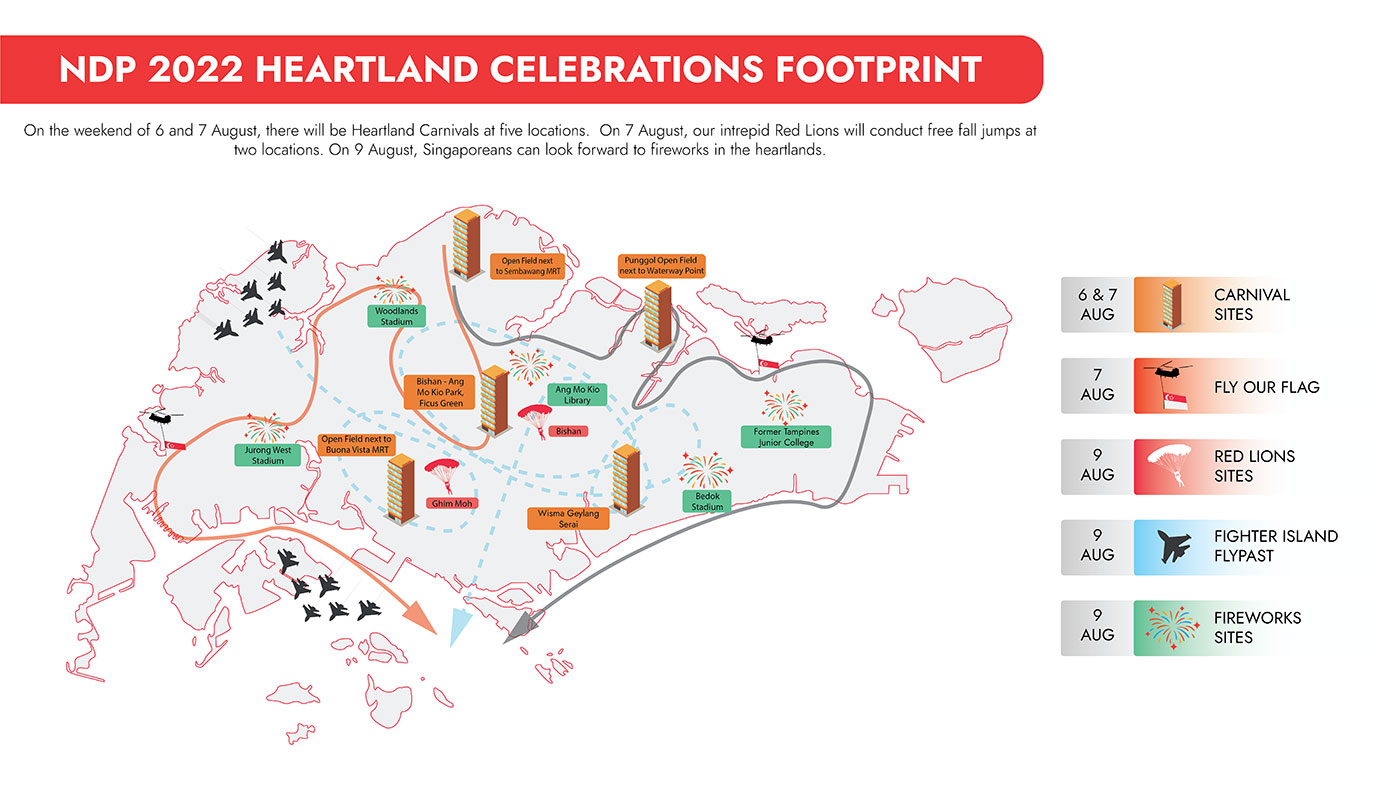 NDP 2022 HEARTLAND CELEBRATIONS FOOTPRINT
On the weekend of 6 and 7 August, there will be Heartland Carnivals at five locations.  On 7 August, our intrepid Red Lions will conduct free fall jumps at
two locations. On 9 August, Singaporeans can look forward to fireworks in the heartlands.
Open Field next
to Sembawang MRT
Punggol Open Field
next to Waterway Point
Woodlands
Stadium
Bishan - Ang
Mo Kio Park,
Ficus Green
Ang Mo Kio
Library
Bishan
Former Tampines
Junior College
Jurong West
Stadium
Open Field next to
Buona Vista MRT
Ghim Moh
Wisma Geylang
Serai
Bedok
Stadium
6 & 7
AUG
CARNIVAL
SITES
7
AUG
FLY OUR FLAG
9
AUG
RED LIONS
SITES
9
AUG
FIGHTER ISLAND
FLYPAST
9
AUG
FIREWORKS
SITES